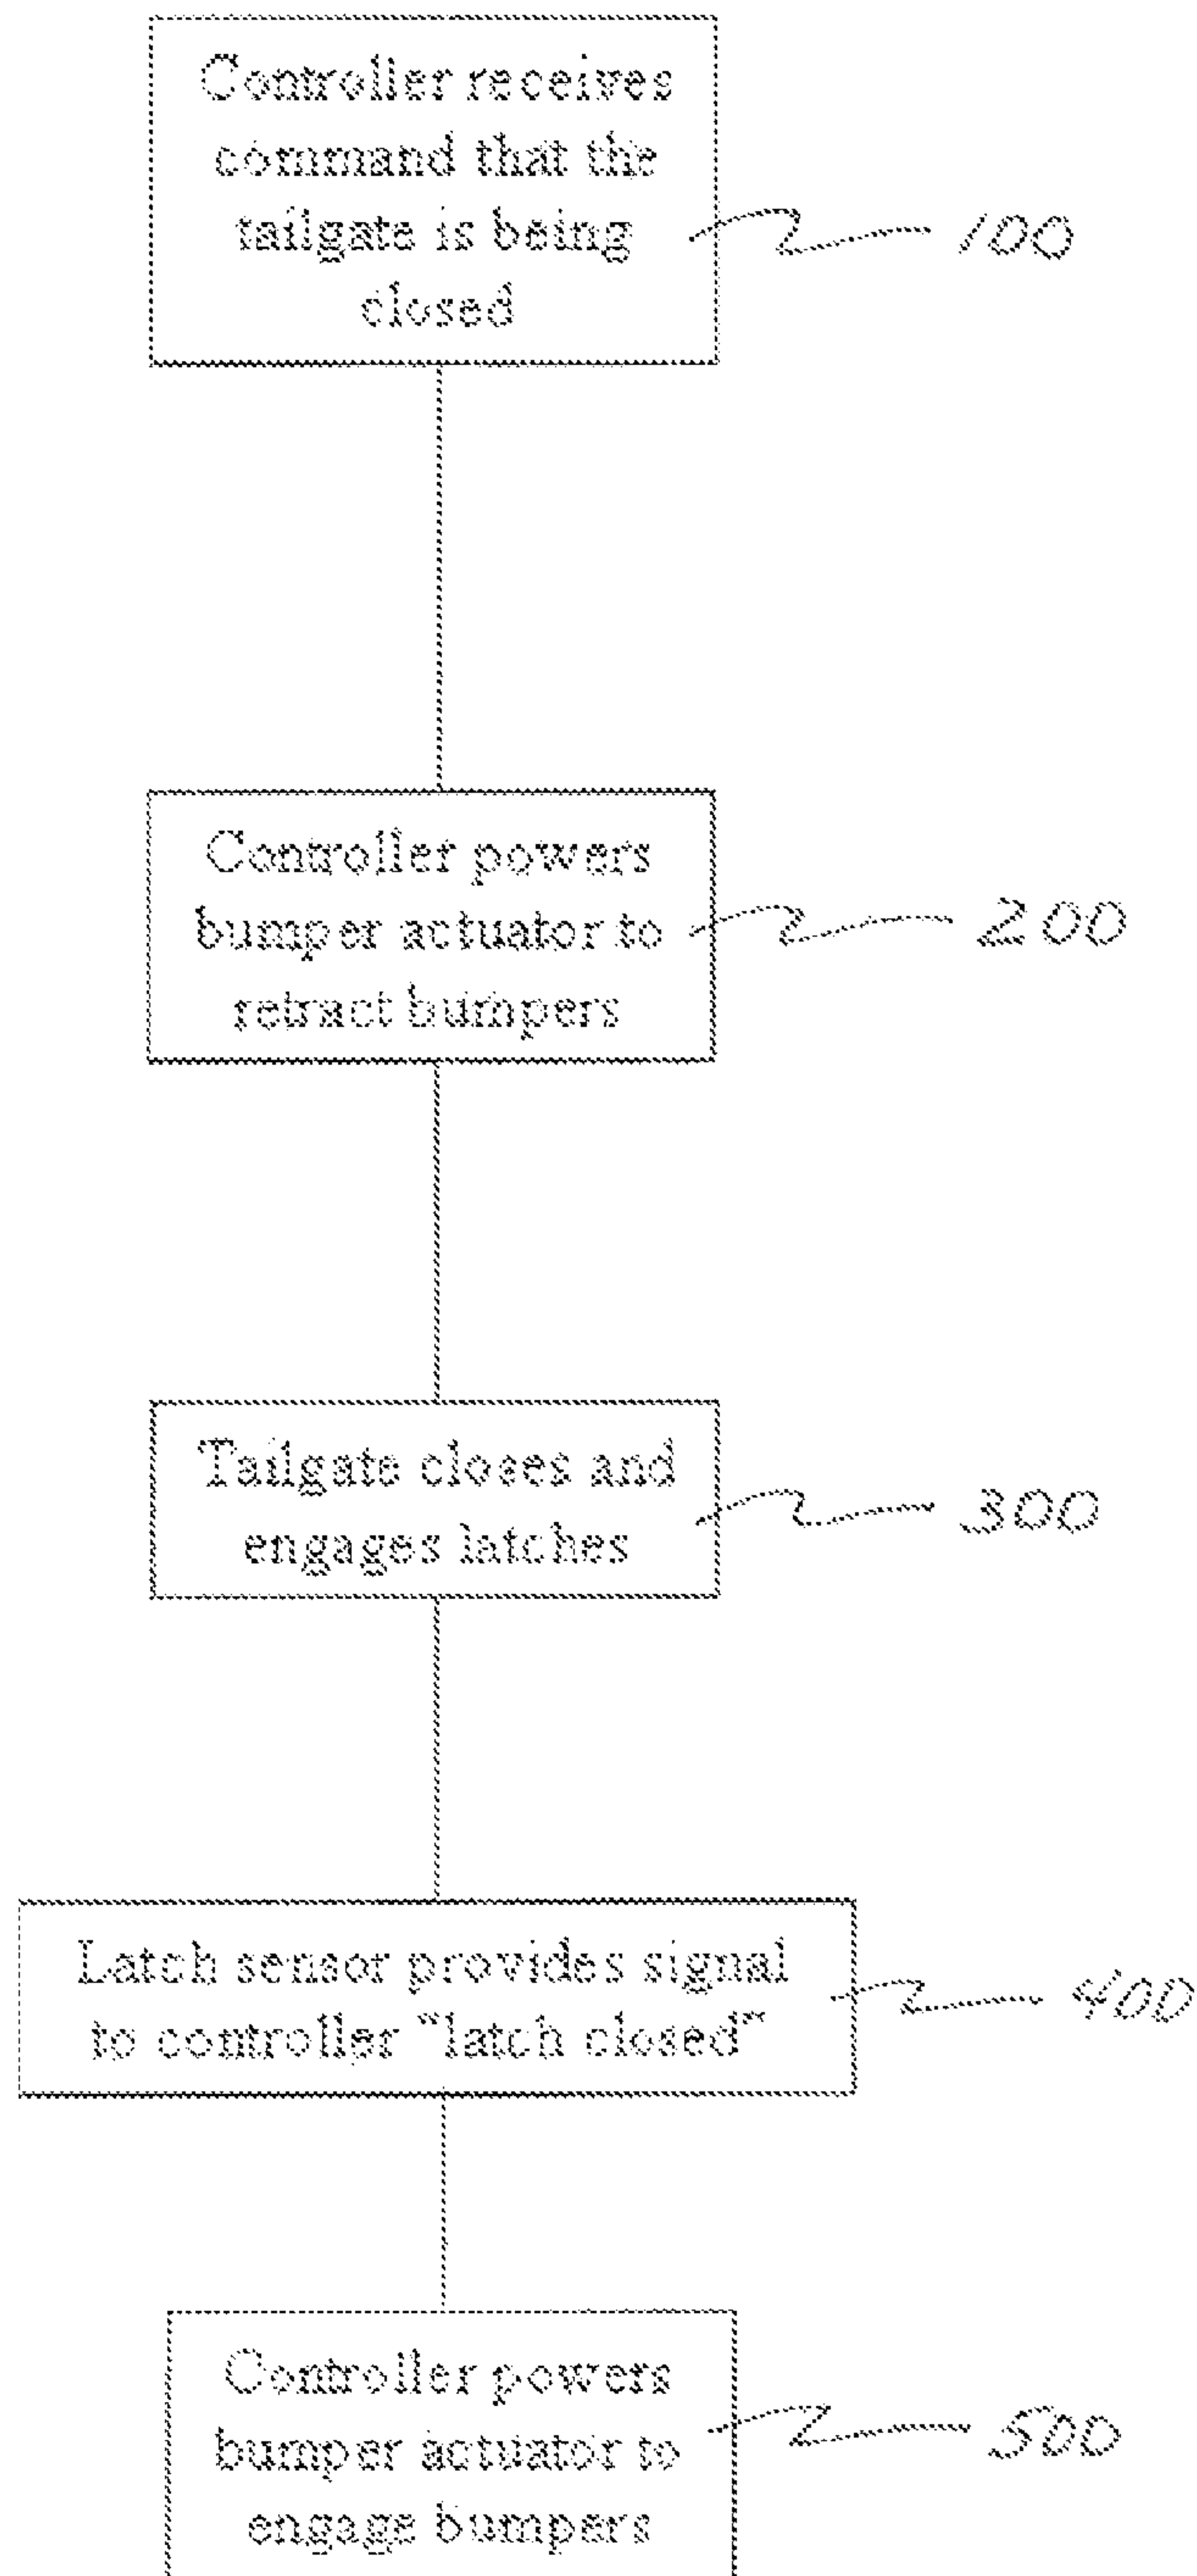 Controller receives
command that the
tailgate is being
closed
100
Controller powers
bumper actuator to
retract bumpers
200
Tailgate closes and
engages latches
300
Latch sensor provides signal
to controller "latch closed"
400
Controller powers
bumper actuator to
engage bumpers
500